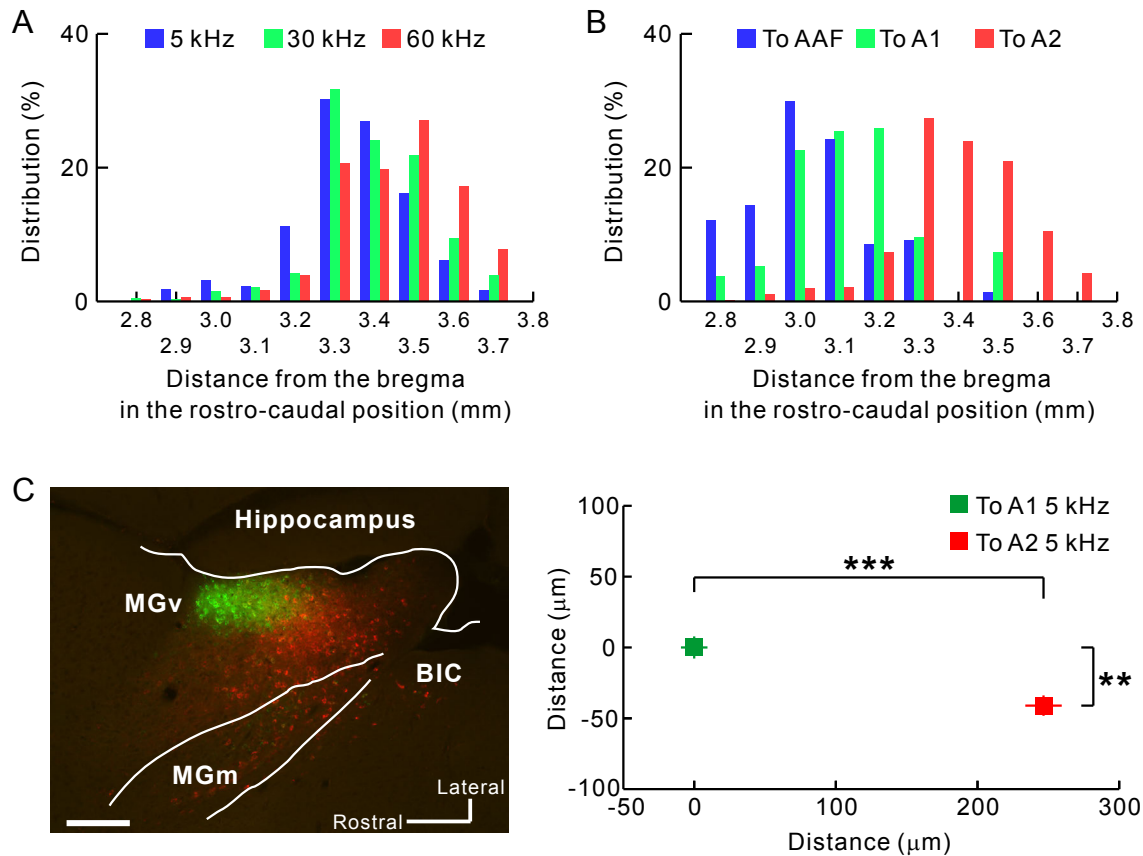 A
5 kHz 30 kHz 60 kHz
40
20
0
Distribution (%)
2.8 3.0 3.2 3.4 3.6 3.8
2.9 3.1 3.3 3.5 3.7
Distance from the bregma
in the rostro-caudal position (mm)
B
To AAF To A1 To A2
40
20
0
Distribution (%)
2.8 3.0 3.2 3.4 3.6 3.8
2.9 3.1 3.3 3.5 3.7
Distance from the bregma
in the rostro-caudal position (mm)
C
Hippocampus
MGv
BIC
MGm
Lateral
Rostral
To A1 5 kHz
To A2 5 kHz
***
**
100
50
0
-50
-100
Distance (μm)
-50 0 100 200 300
Distance (μm)